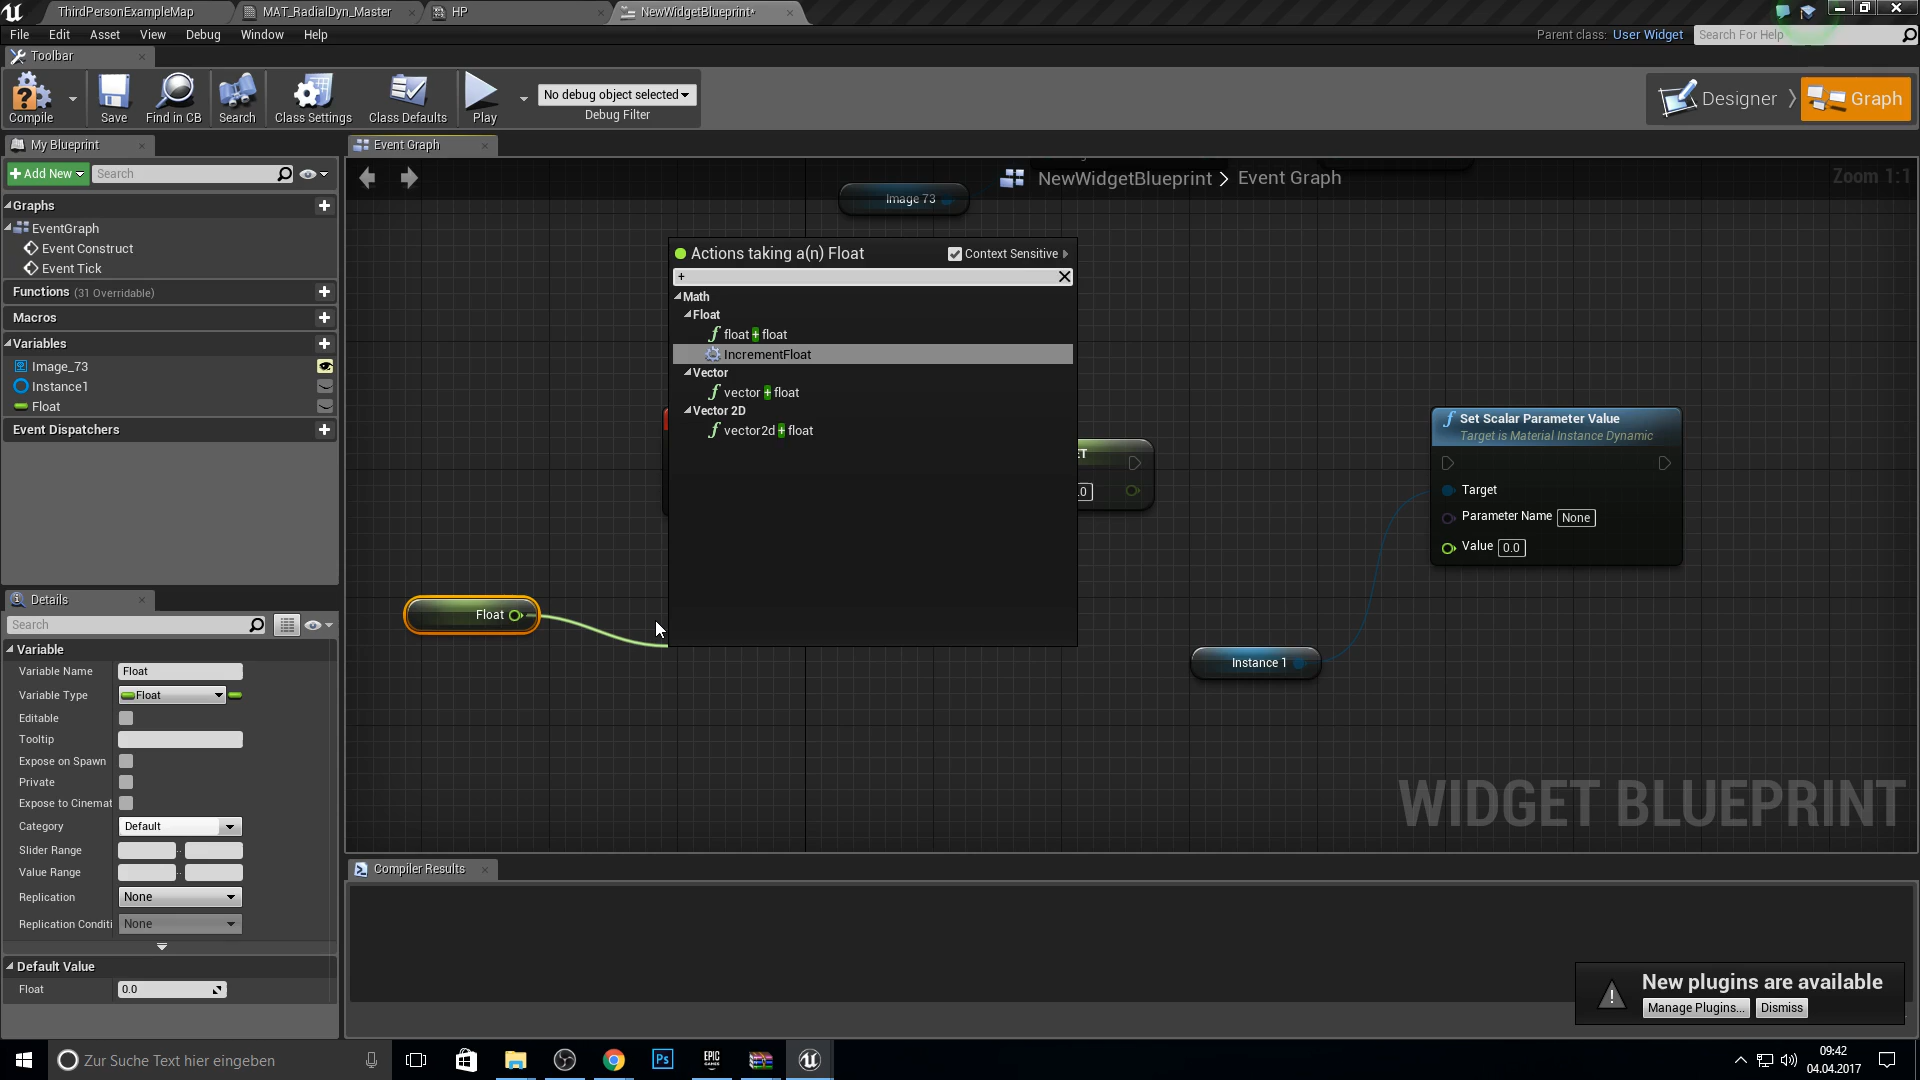 ThirdPersonExampleMap
MAT_RadialDyn_Master
HP
NewWidgetBlueprint*
File Edit Asset View Debug Window Help
Parent class: User Widget
Search For Help
Toolbar
Compile
Save
Find in CB
Search
Class Settings
Class Defaults
Play
No debug object selected
Debug Filter
Designer
Graph
My Blueprint
Event Graph
Add New
Search
NewWidgetBlueprint > Event Graph
Zoom 1:1
Graphs
EventGraph
Event Construct
Event Tick
Functions (31 Overridable)
Macros
Variables
Image_73
Instance1
Float
Event Dispatchers
Image 73
Actions taking a(n) Float
Context Sensitive
+
Math
Float
float + float
IncrementFloat
Vector
vector + float
Vector 2D
vector2d + float
ET
.0
Set Scalar Parameter Value
Target is Material Instance Dynamic
Target
Parameter Name None
Value 0.0
Float
Instance 1
WIDGET BLUEPRINT
Details
Search
Variable
Variable Name Float
Variable Type Float
Editable
Tooltip
Expose on Spawn
Private
Expose to Cinemat
Category Default
Slider Range
Value Range
Replication None
Replication Conditi None
Default Value
Float 0.0
Compiler Results
New plugins are available
Manage Plugins...
Dismiss
Zur Suche Text hier eingeben
Ps
EPIC GAMES
09:42
04.04.2017